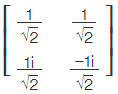 [ 1/√2 1/√2 ]
[ 1i/√2 -1i/√2 ]